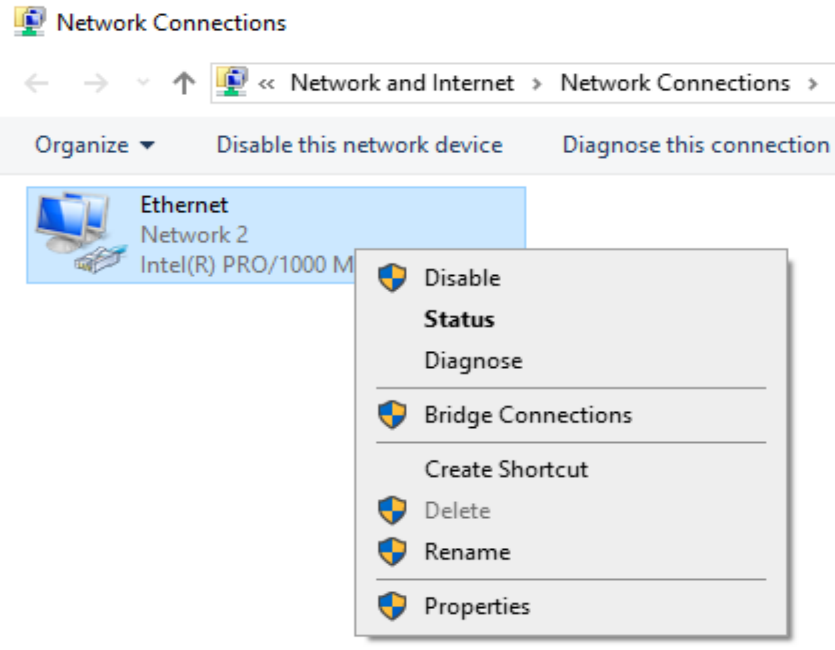 Network Connections
« Network and Internet > Network Connections >
Organize Disable this network device Diagnose this connection
Ethernet
Network 2
Intel(R) PRO/1000 M
Disable
Status
Diagnose
Bridge Connections
Create Shortcut
Delete
Rename
Properties